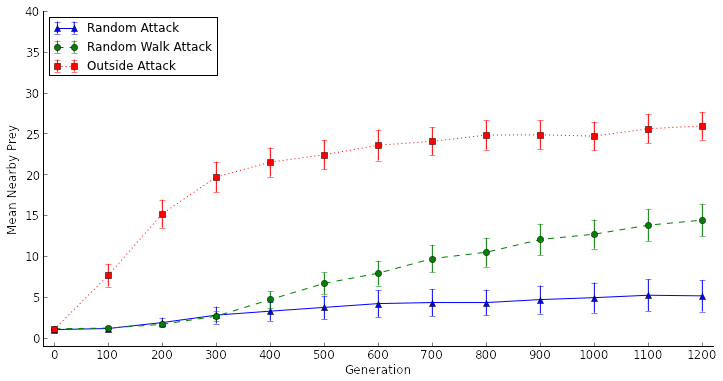 40
35
30
25
20
15
10
5
0
Mean Nearby Prey
Random Attack
Random Walk Attack
Outside Attack
0 100 200 300 400 500 600 700 800 900 1000 1100 1200
Generation